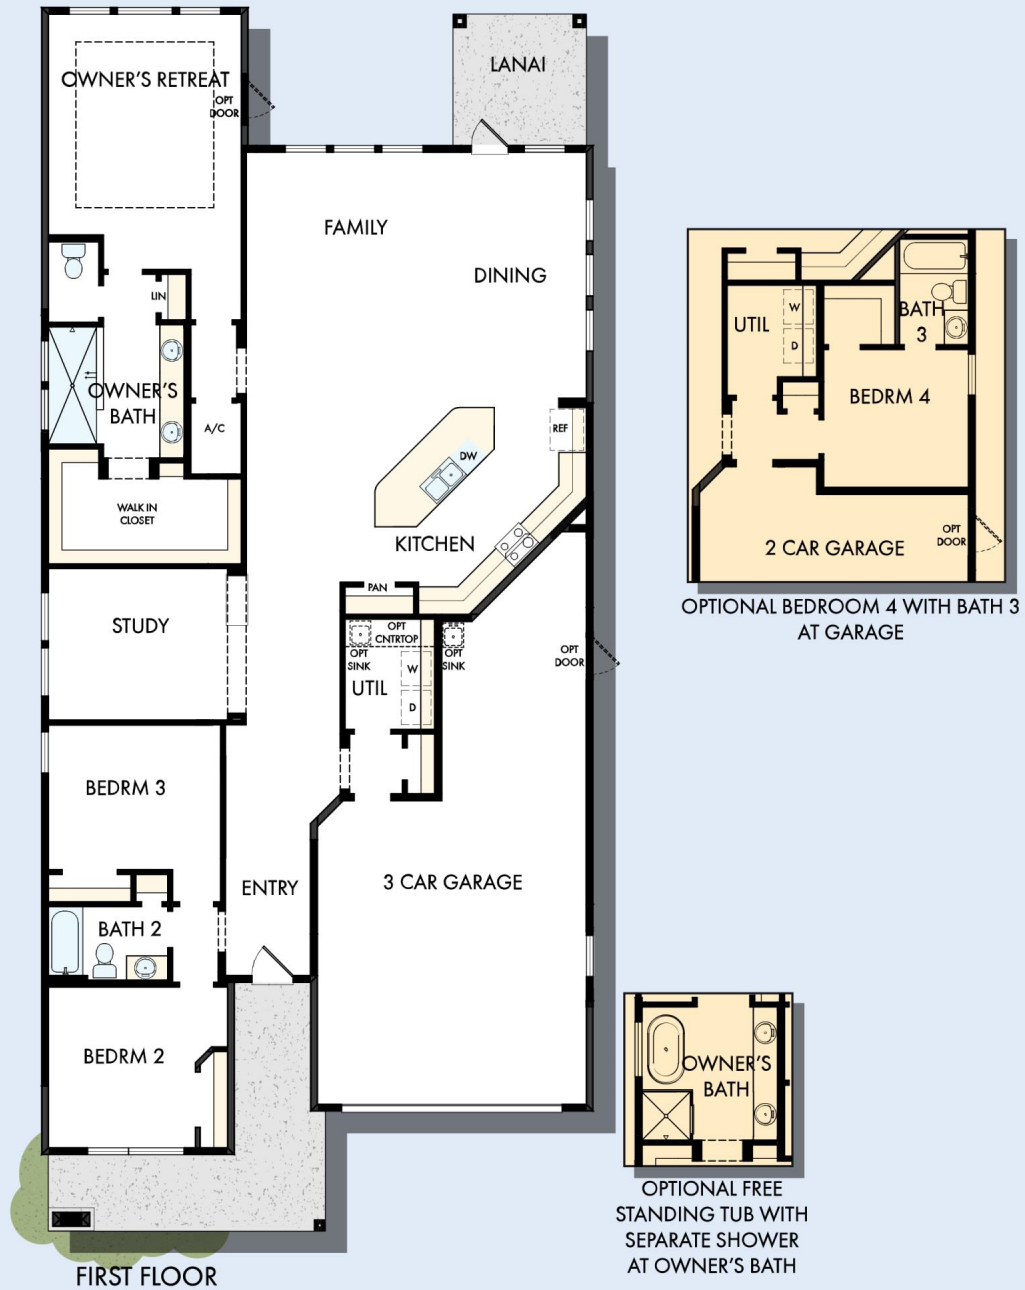 OWNER'S RETREAT
OPT
DOOR
LANAI
FAMILY
DINING
LIN
OWNER'S
BATH
A/C
REF
DW
WALK IN
CLOSET
KITCHEN
PAN
STUDY
OPT
CNTRTOP
OPT
SINK
OPT
SINK
W
UTIL
D
OPT
DOOR
BEDRM 3
3 CAR GARAGE
ENTRY
BATH 2
BEDRM 2
FIRST FLOOR
UTIL
W
D
BATH
3
BEDRM 4
2 CAR GARAGE
OPT
DOOR
OPTIONAL BEDROOM 4 WITH BATH 3
AT GARAGE
OWNER'S
BATH
OPTIONAL FREE
STANDING TUB WITH
SEPARATE SHOWER
AT OWNER'S BATH